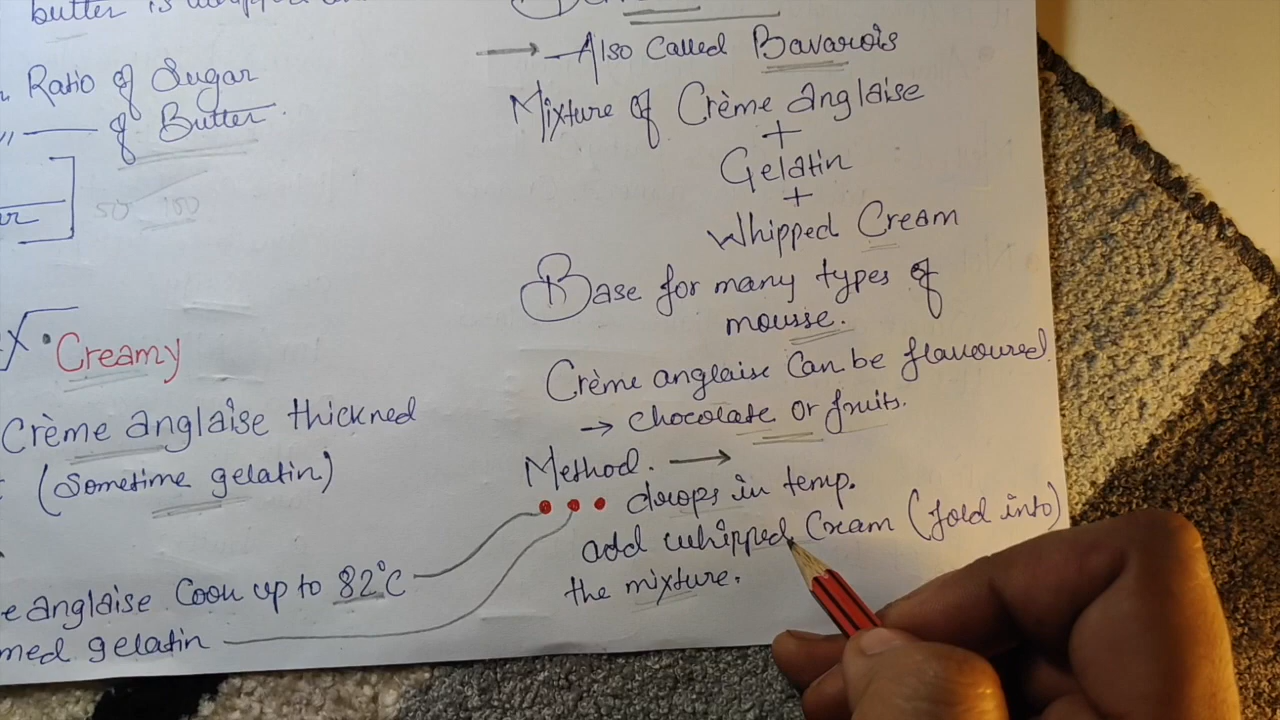 butter is
Ratio of Sugar
" — of Butter.
50 100
• Creamy
Crème anglaise thickned
(Sometime gelatin)
e anglaise Cook up to 82°C
med gelatin
→ Also Called Bavarois
Mixture of Crème anglaise
+
Gelatin
+
Whipped Cream
Base for many types of
mousse.
Crème anglaise Can be flavoured
→ chocolate or fruits.
Method. →
drops in temp.
add whipped Cream (fold into)
the mixture.